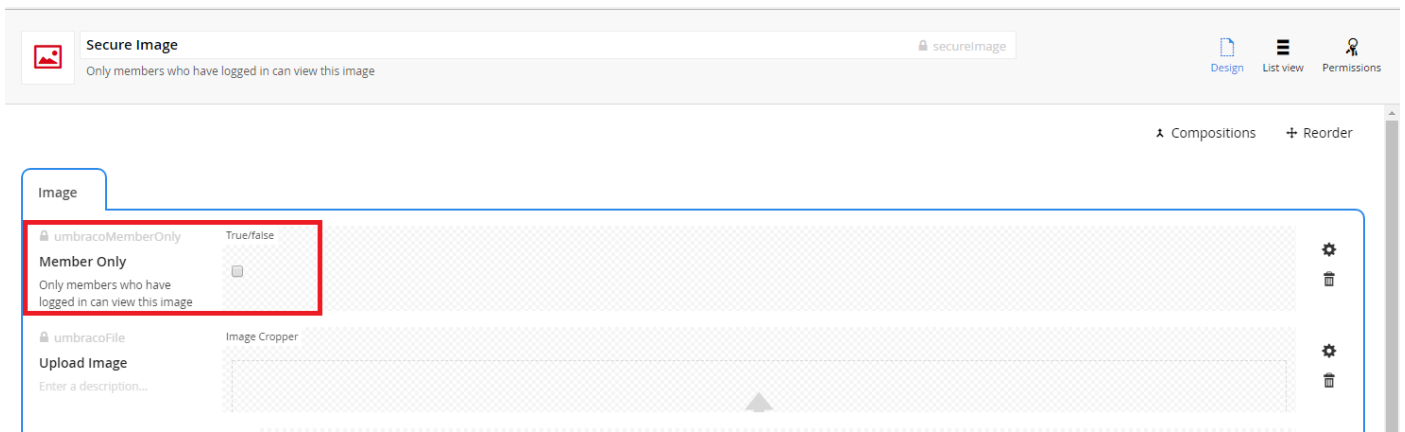 Secure Image
secureImage
Only members who have logged in can view this image
Design
List view
Permissions
Compositions
Reorder
Image
umbracoMemberOnly
True/false
Member Only
Only members who have
logged in can view this image
umbracoFile
Image Cropper
Upload Image
Enter a description...